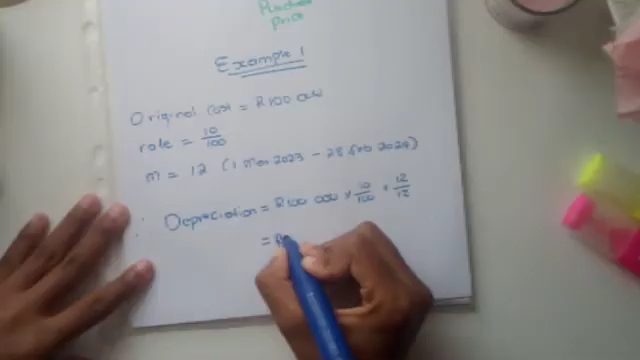 Product
price
Example 1
Original Cost = R100 000
rate = 10/100
m = 12 (1 Mar 2023 - 28 Feb 2024)
∴ Depreciation = R100 000 × 10/100 × 12/12
= R